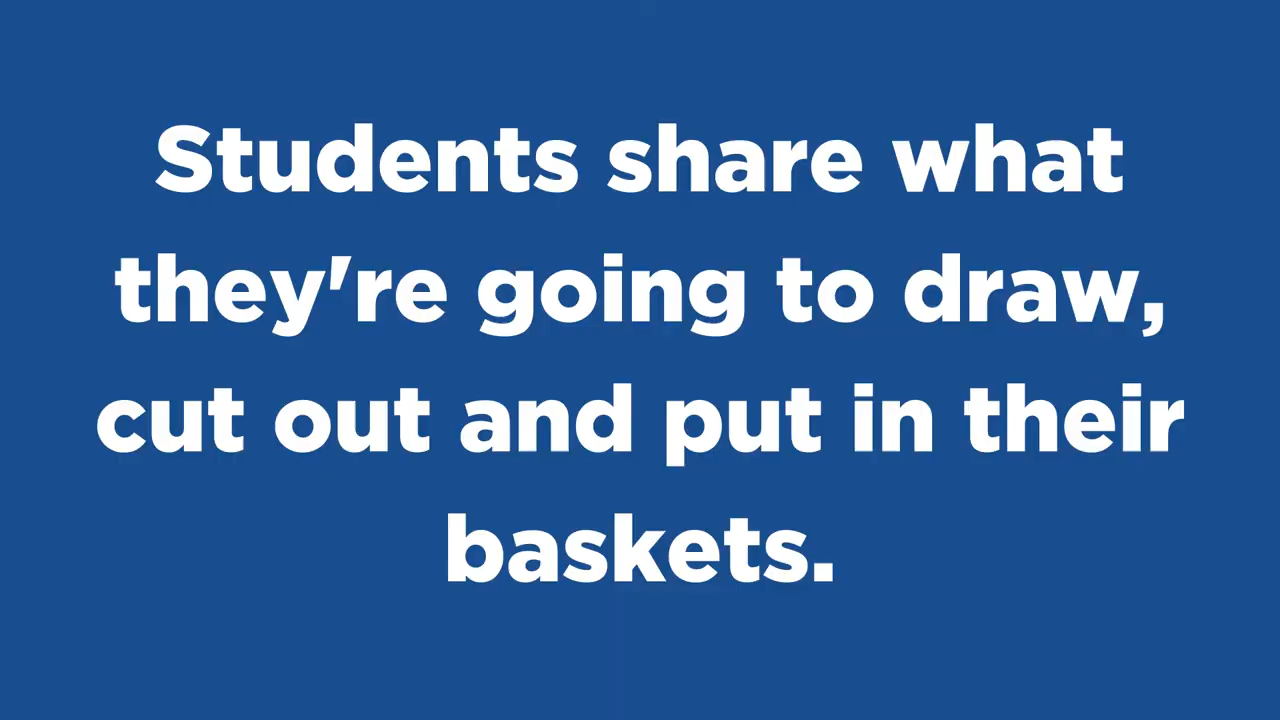 Students share what
they're going to draw,
cut out and put in their
baskets.